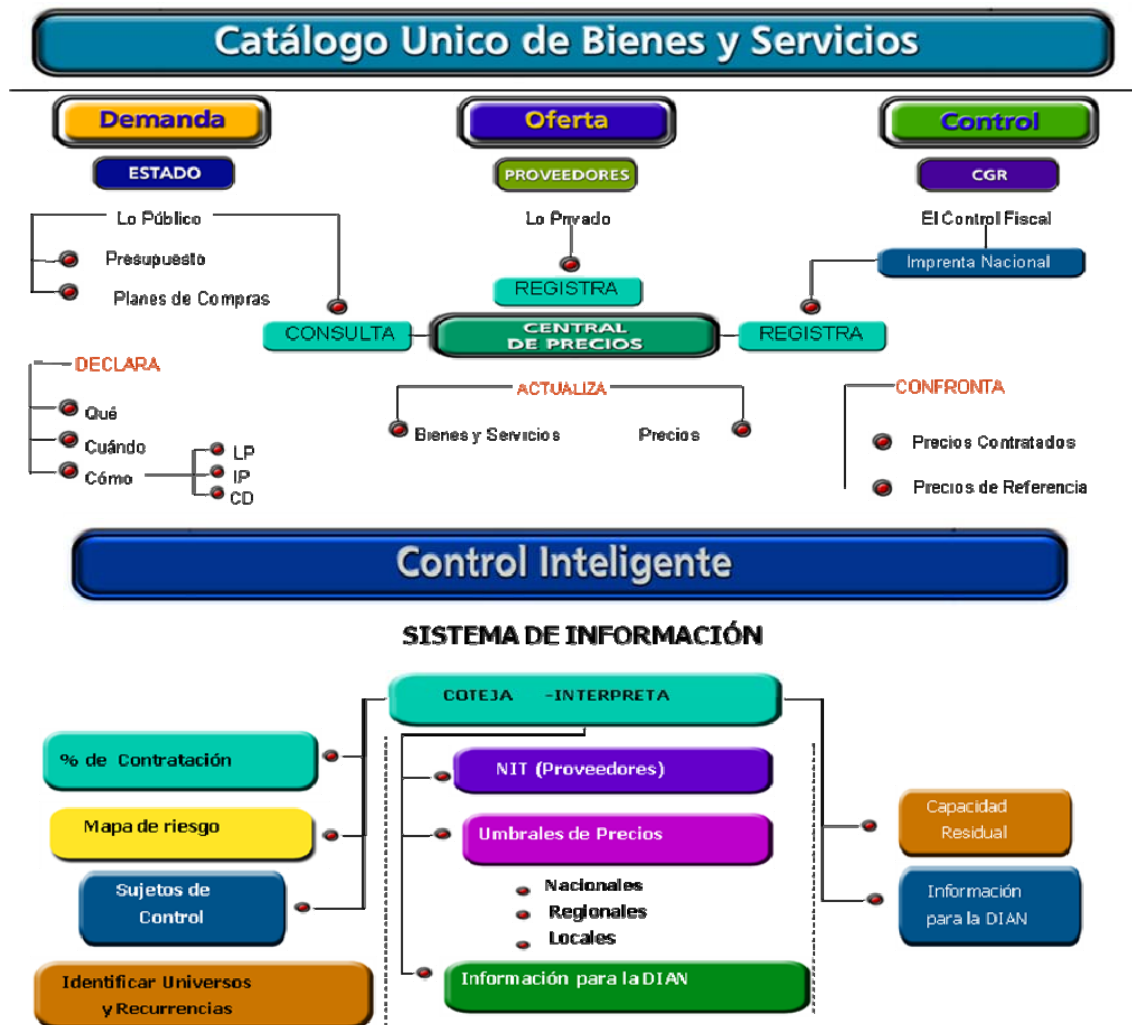 Catálogo Unico de Bienes y Servicios
Demanda
Oferta
Control
ESTADO
PROVEEDORES
CGR
Lo Público
Lo Privado
El Control Fiscal
Presupuesto
Imprenta Nacional
Planes de Compras
REGISTRA
CONSULTA
CENTRAL
DE PRECIOS
REGISTRA
DECLARA
ACTUALIZA
CONFRONTA
Qué
Bienes y Servicios
Precios
Cuándo
Precios Contratados
Cómo
LP
IP
CD
Precios de Referencia
Control Inteligente
SISTEMA DE INFORMACIÓN
COTEJA -INTERPRETA
% de Contratación
NIT (Proveedores)
Mapa de riesgo
Umbrales de Precios
Capacidad
Residual
Sujetos de
Control
Nacionales
Regionales
Locales
Información
para la DIAN
Identificar Universos
y Recurrencias
Información para la DIAN